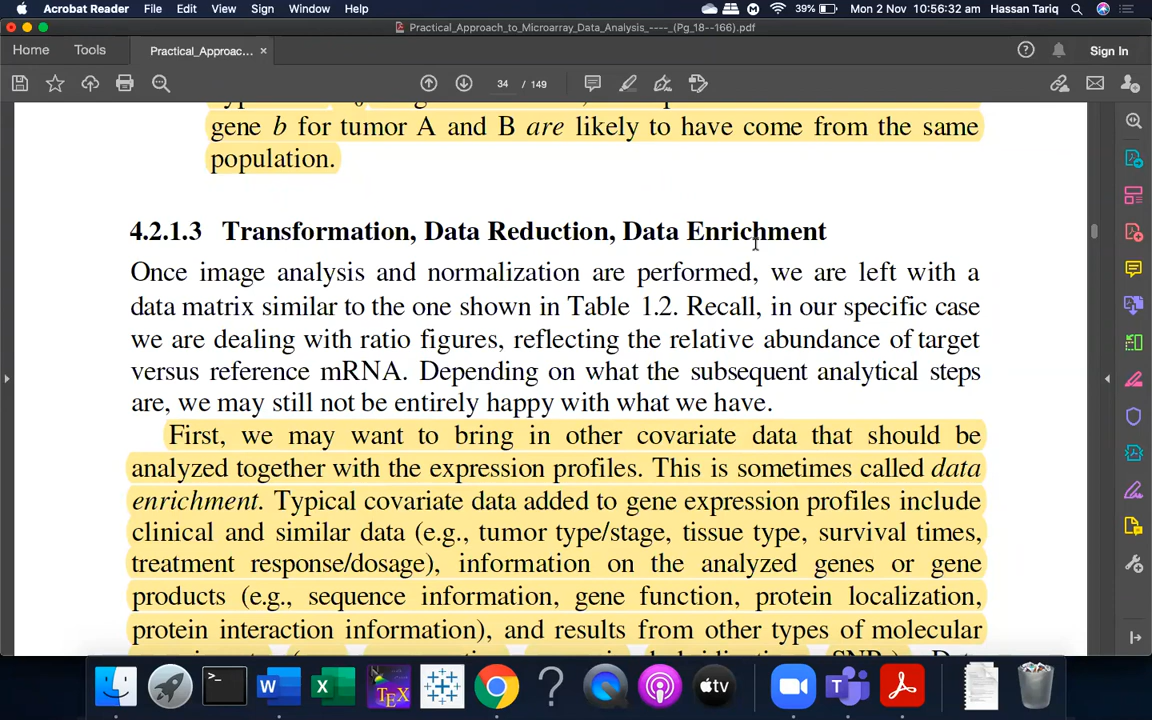 Acrobat Reader File Edit View Sign Window Help 39% Mon 2 Nov 10:56:32 am Hassan Tariq
Practical_Approach_to_Microarray_Data_Analysis_----_(Pg_18--166).pdf
Home Tools Practical_Approac... × Sign In
34 / 149
gene b for tumor A and B are likely to have come from the same
population.
4.2.1.3 Transformation, Data Reduction, Data Enrichment
Once image analysis and normalization are performed, we are left with a
data matrix similar to the one shown in Table 1.2. Recall, in our specific case
we are dealing with ratio figures, reflecting the relative abundance of target
versus reference mRNA. Depending on what the subsequent analytical steps
are, we may still not be entirely happy with what we have.
First, we may want to bring in other covariate data that should be
analyzed together with the expression profiles. This is sometimes called data
enrichment. Typical covariate data added to gene expression profiles include
clinical and similar data (e.g., tumor type/stage, tissue type, survival times,
treatment response/dosage), information on the analyzed genes or gene
products (e.g., sequence information, gene function, protein localization,
protein interaction information), and results from other types of molecular
W X TEX tv